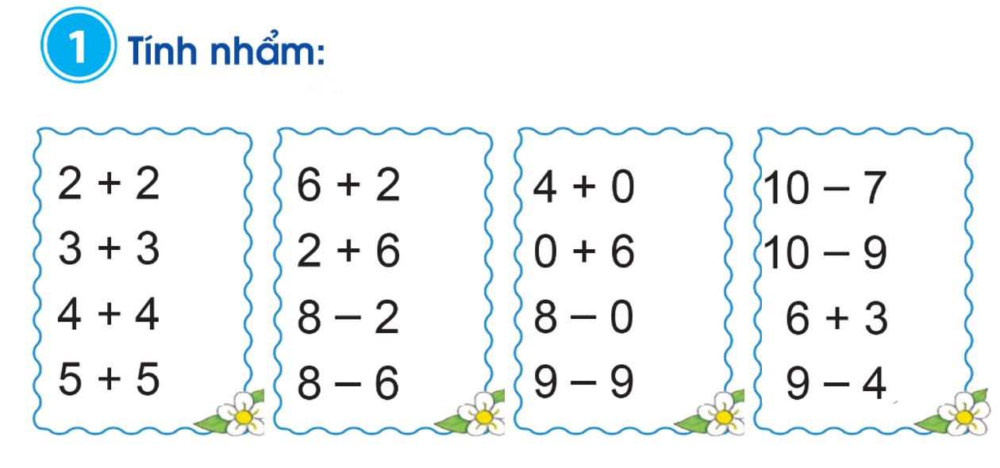 1 Tính nhẩm:
2 + 2
3 + 3
4 + 4
5 + 5
6 + 2
2 + 6
8 – 2
8 – 6
4 + 0
0 + 6
8 – 0
9 – 9
10 – 7
10 – 9
6 + 3
9 – 4